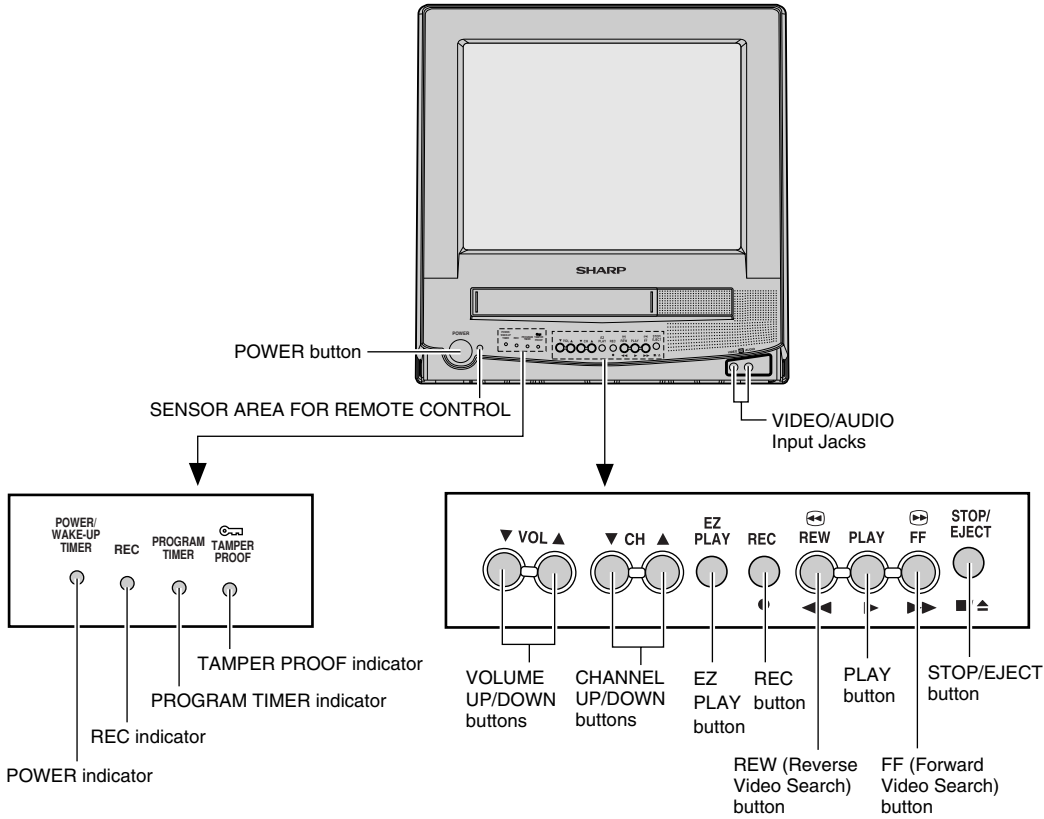 SHARP
POWER
POWER button
SENSOR AREA FOR REMOTE CONTROL
VIDEO/AUDIO
Input Jacks
POWER/
WAKE-UP
TIMER
REC
PROGRAM
TIMER
TAMPER
PROOF
TAMPER PROOF indicator
PROGRAM TIMER indicator
REC indicator
POWER indicator
▼ VOL ▲
▼ CH ▲
EZ
PLAY
REC
REW
PLAY
FF
STOP/
EJECT
VOLUME
UP/DOWN
buttons
CHANNEL
UP/DOWN
buttons
EZ
PLAY
button
REC
button
PLAY
button
STOP/EJECT
button
REW (Reverse
Video Search)
button
FF (Forward
Video Search)
button